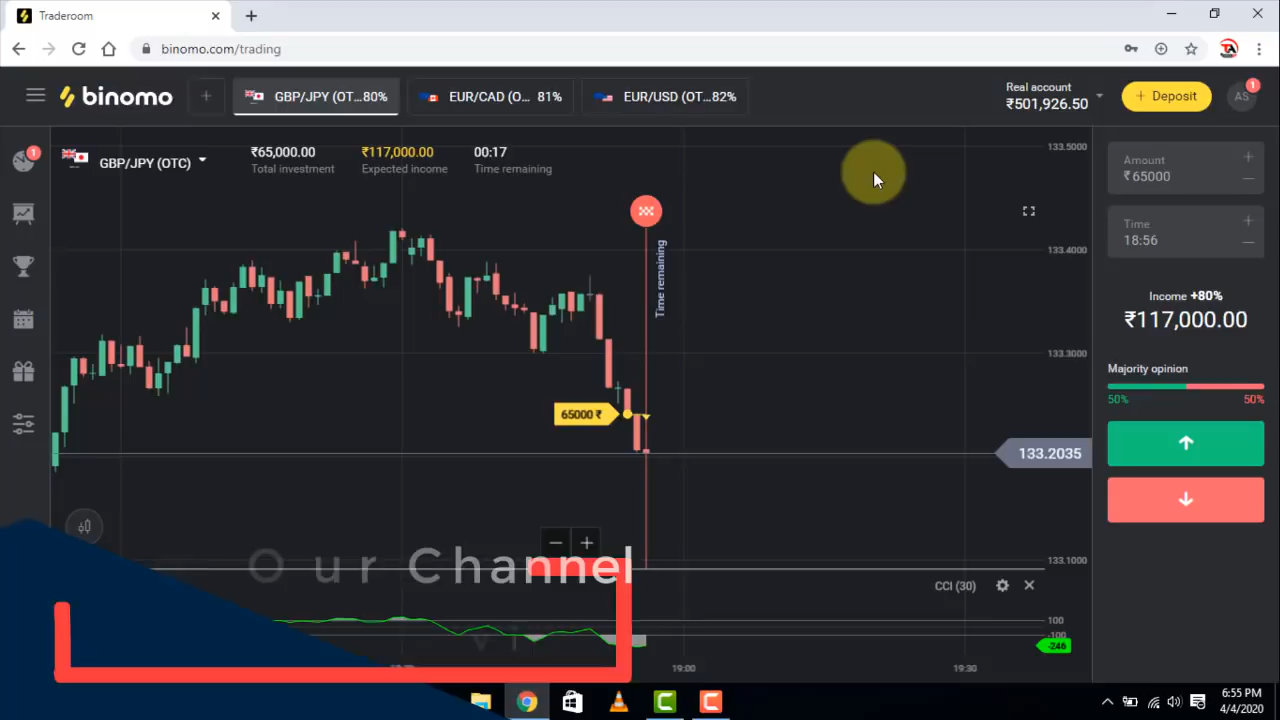 Traderoom
binomo.com/trading
binomo
GBP/JPY (OT...80%
EUR/CAD (O... 81%
EUR/USD (OT...82%
Real account
₹501,926.50
Deposit
AS
1
1
GBP/JPY (OTC)
₹65,000.00
Total investment
₹117,000.00
Expected income
00:17
Time remaining
133.5000
Time remaining
133.4000
133.3000
65000 ₹
133.2035
133.1000
Amount
₹65000
Time
18:56
Income +80%
₹117,000.00
Majority opinion
50%
50%
Our Channel
CCI (30)
100
-100
-246
19:00
19:30
6:55 PM
4/4/2020